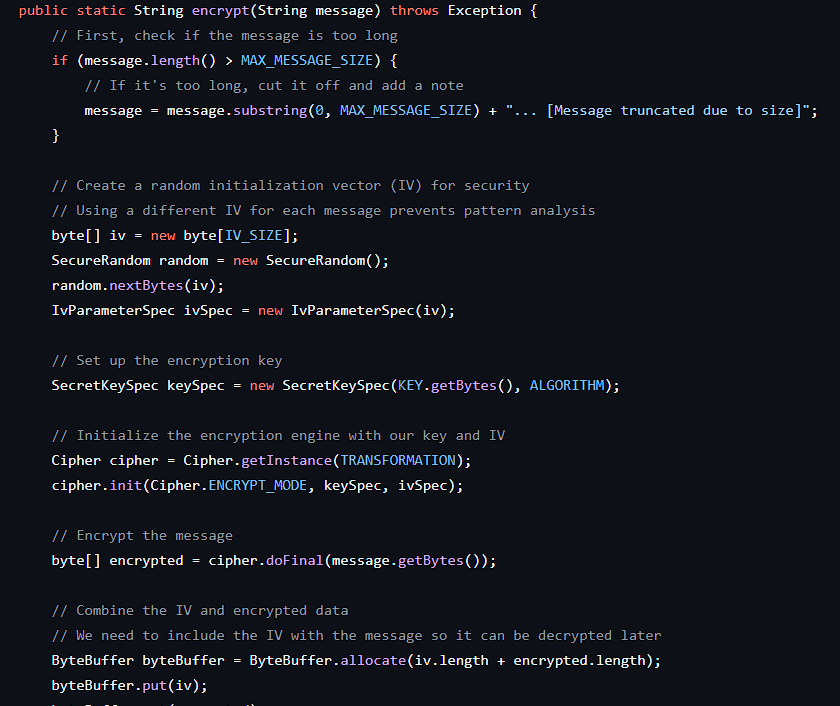 public static String encrypt(String message) throws Exception {
// First, check if the message is too long
if (message.length() > MAX_MESSAGE_SIZE) {
// If it's too long, cut it off and add a note
message = message.substring(0, MAX_MESSAGE_SIZE) + "... [Message truncated due to size]";
}
// Create a random initialization vector (IV) for security
// Using a different IV for each message prevents pattern analysis
byte[] iv = new byte[IV_SIZE];
SecureRandom random = new SecureRandom();
random.nextBytes(iv);
IvParameterSpec ivSpec = new IvParameterSpec(iv);
// Set up the encryption key
SecretKeySpec keySpec = new SecretKeySpec(KEY.getBytes(), ALGORITHM);
// Initialize the encryption engine with our key and IV
Cipher cipher = Cipher.getInstance(TRANSFORMATION);
cipher.init(Cipher.ENCRYPT_MODE, keySpec, ivSpec);
// Encrypt the message
byte[] encrypted = cipher.doFinal(message.getBytes());
// Combine the IV and encrypted data
// We need to include the IV with the message so it can be decrypted later
ByteBuffer byteBuffer = ByteBuffer.allocate(iv.length + encrypted.length);
byteBuffer.put(iv);